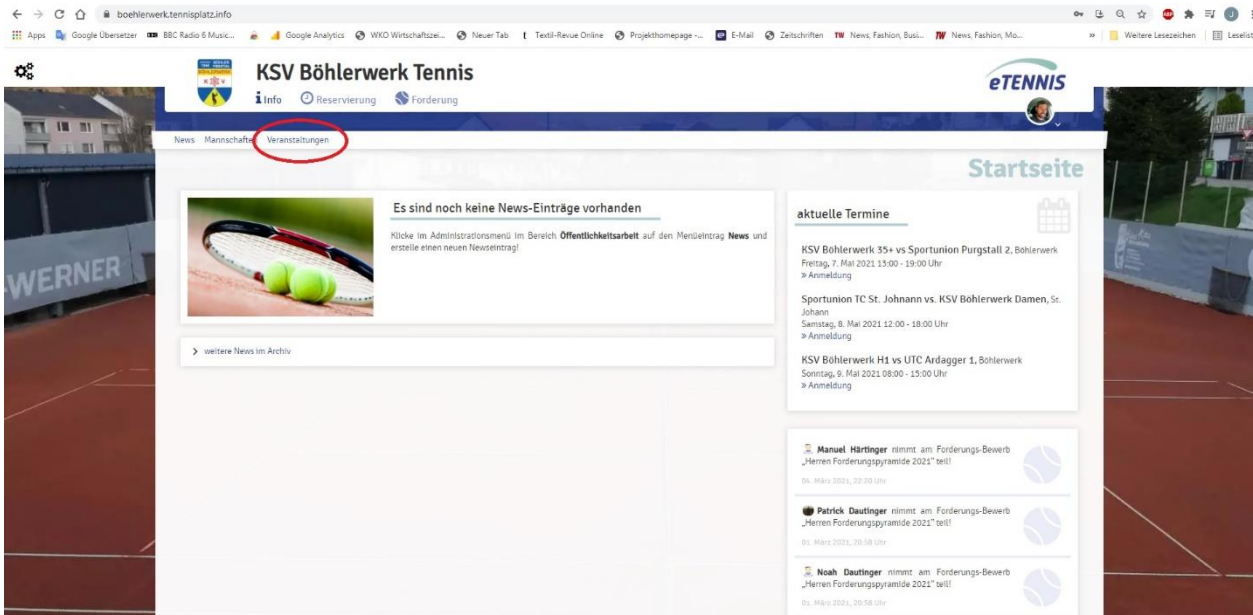 boehlerwerk.tennisplatz.info
Apps Google Übersetzer BBC Radio 6 Music... Google Analytics WKO Wirtschaftszei... Neuer Tab Textil-Revue Online Projekthomepage -... E-Mail Zeitschriften TW News, Fashion, Busi... TW News, Fashion, Mo... » Weitere Lesezeichen Leseliste
KSV Böhlerwerk Tennis
eTENNIS
Info Reservierung Forderung
News Mannschafte Veranstaltungen
Startseite
Es sind noch keine News-Einträge vorhanden
Klicke im Administrationsmenü im Bereich Öffentlichkeitsarbeit auf den Menüeintrag News und
erstelle einen neuen Newseintrag!
weitere News im Archiv
aktuelle Termine
KSV Böhlerwerk 35+ vs Sportunion Purgstall 2, Böhlerwerk
Freitag, 7. Mai 2021 13:00 - 19:00 Uhr
» Anmeldung
Sportunion TC St. Johann vs. KSV Böhlerwerk Damen, St.
Johann
Samstag, 8. Mai 2021 12:00 - 18:00 Uhr
» Anmeldung
KSV Böhlerwerk H1 vs UTC Ardagger 1, Böhlerwerk
Sonntag, 9. Mai 2021 08:00 - 15:00 Uhr
» Anmeldung
Manuel Härtinger nimmt am Forderungs-Bewerb
„Herren Forderungspyramide 2021" teil!
04. März 2021, 22:20 Uhr
Patrick Dautinger nimmt am Forderungs-Bewerb
„Herren Forderungspyramide 2021" teil!
01. März 2021, 20:58 Uhr
Noah Dautinger nimmt am Forderungs-Bewerb
„Herren Forderungspyramide 2021" teil!
01. März 2021, 20:56 Uhr
WERNER